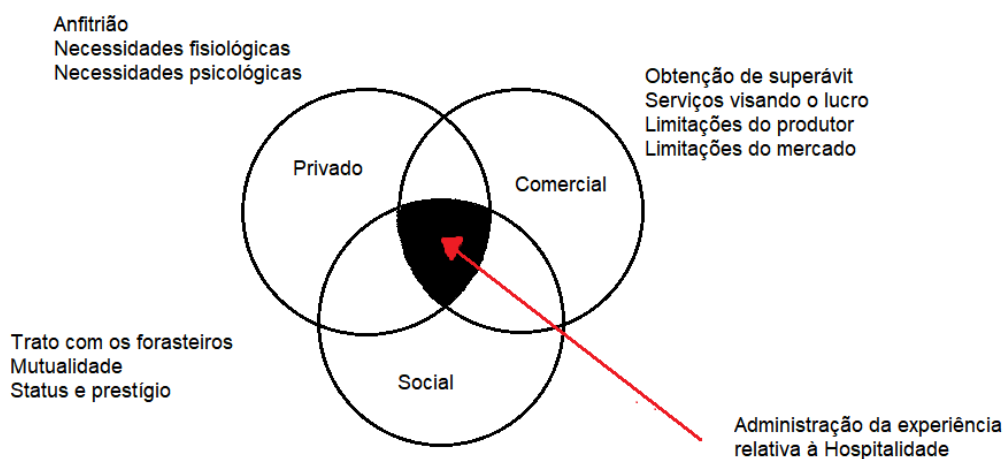 Anfitrião
Necessidades fisiológicas
Necessidades psicológicas
Obtenção de superávit
Serviços visando o lucro
Limitações do produtor
Limitações do mercado
Privado
Comercial
Trato com os forasteiros
Mutualidade
Status e prestígio
Social
Administração da experiência
relativa à Hospitalidade